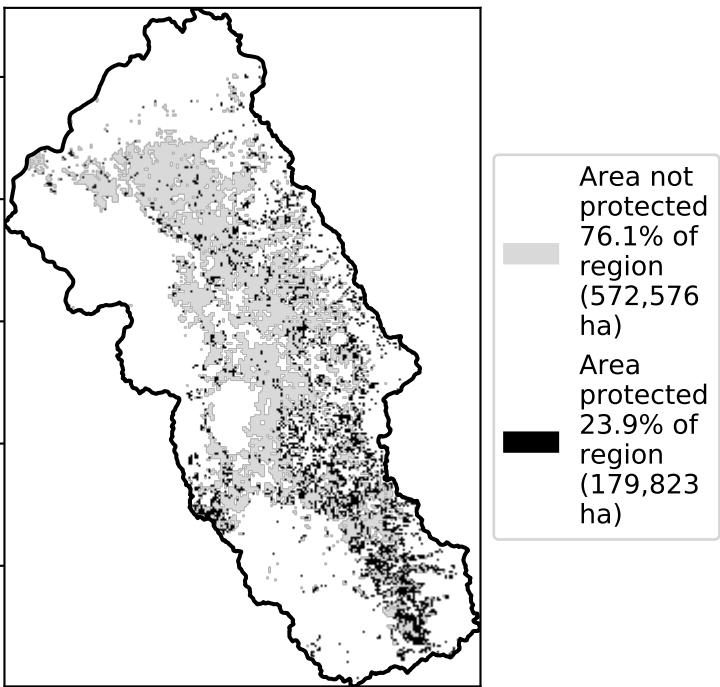 Area not
protected
76.1% of
region
(572,576
ha)
Area
protected
23.9% of
region
(179,823
ha)